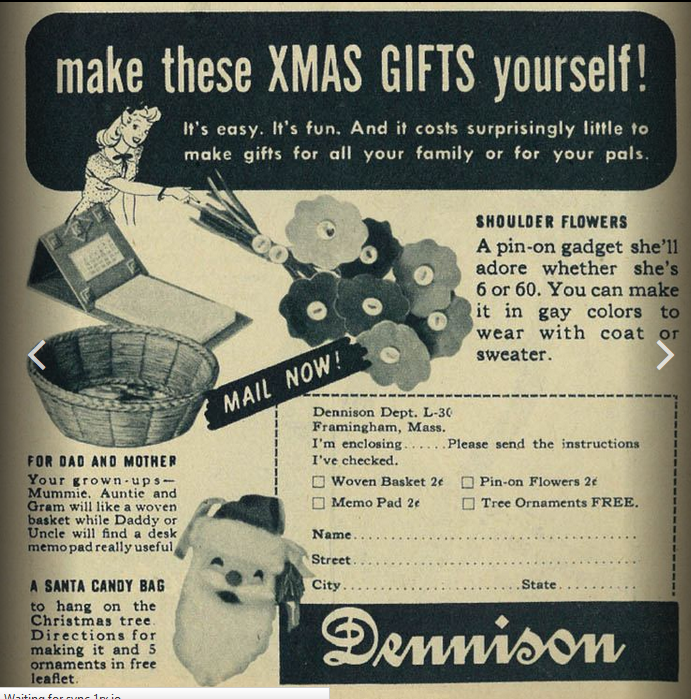 make these XMAS GIFTS yourself!
It's easy. It's fun. And it costs surprisingly little to
make gifts for all your family or for your pals.
SHOULDER FLOWERS
A pin-on gadget she'll
adore whether she's
6 or 60. You can make
it in gay colors to
wear with coat or
sweater.
MAIL NOW!
Dennison Dept. L-30
Framingham, Mass.
I'm enclosing......Please send the instructions
I've checked.
Woven Basket 2¢
Pin-on Flowers 2¢
Memo Pad 2¢
Tree Ornaments FREE.
Name
Street
City State
FOR DAD AND MOTHER
Your grown-ups—
Mummie, Auntie and
Gram will like a woven
basket while Daddy or
Uncle will find a desk
memo pad really useful
A SANTA CANDY BAG
to hang on the
Christmas tree.
Directions for
making it and 5
ornaments in free
leaflet.
Dennison